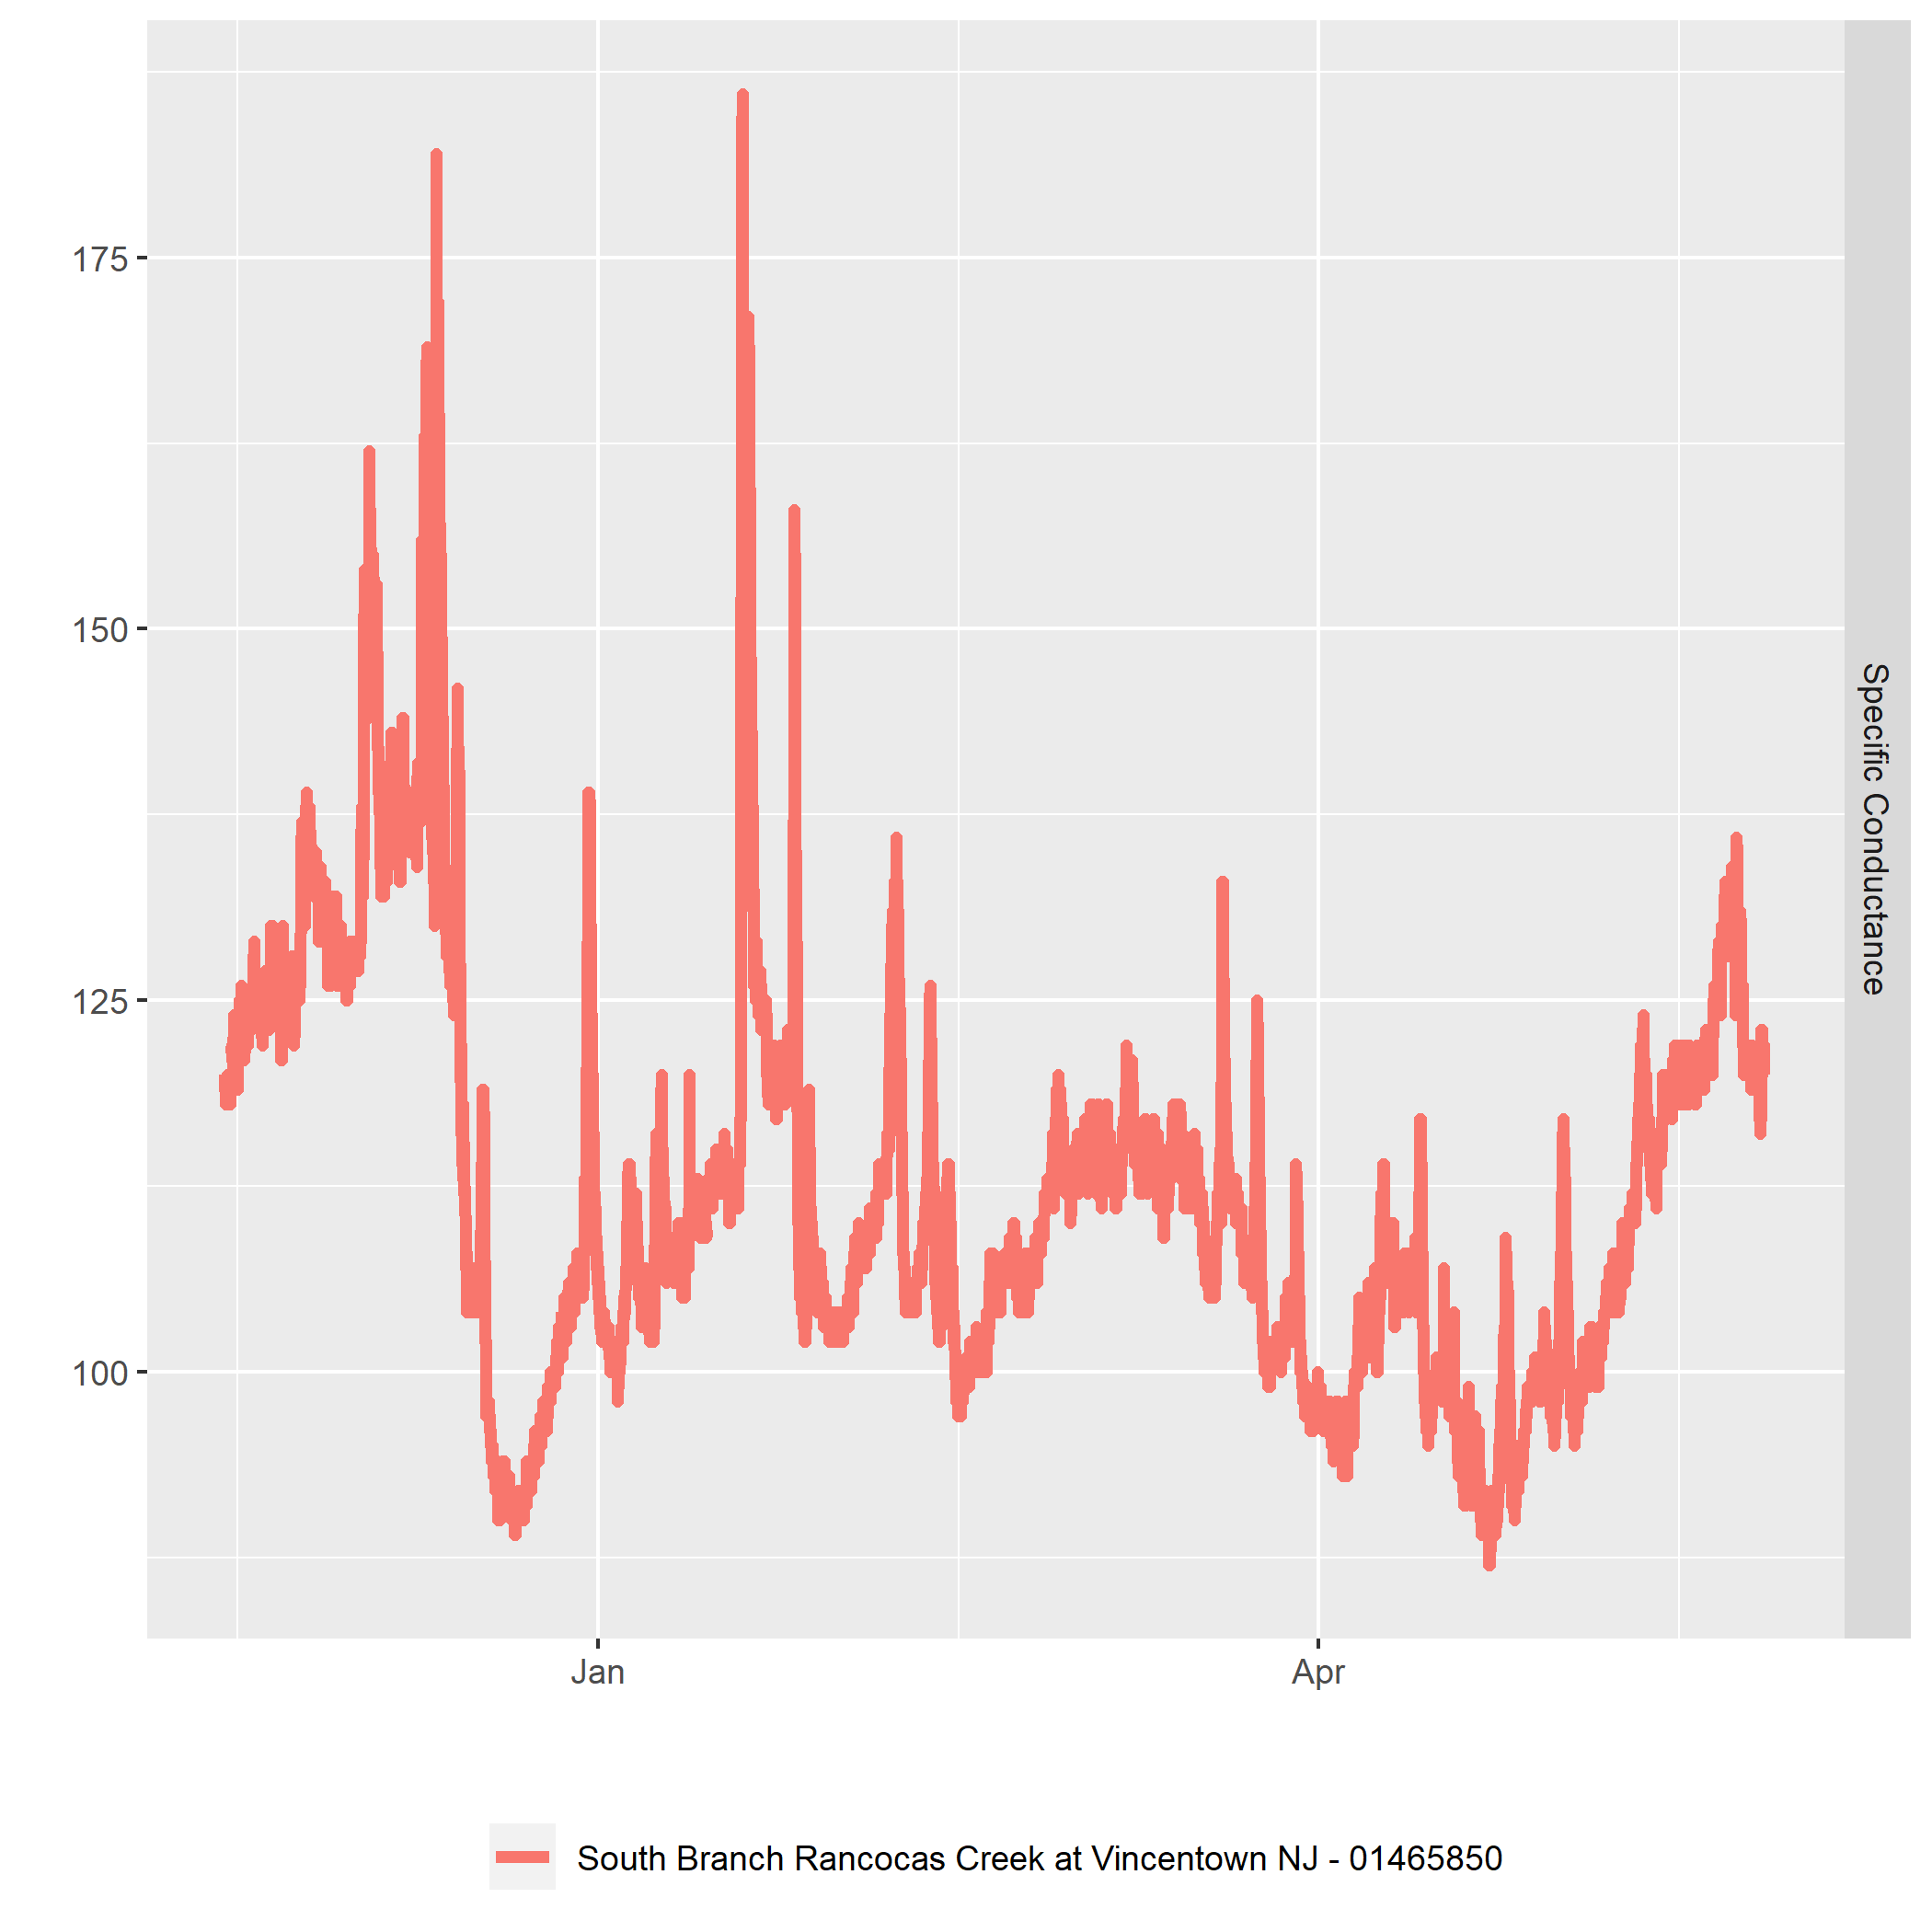 175
150
125
100
Specific Conductance
Jan
Apr
South Branch Rancocas Creek at Vincentown NJ - 01465850